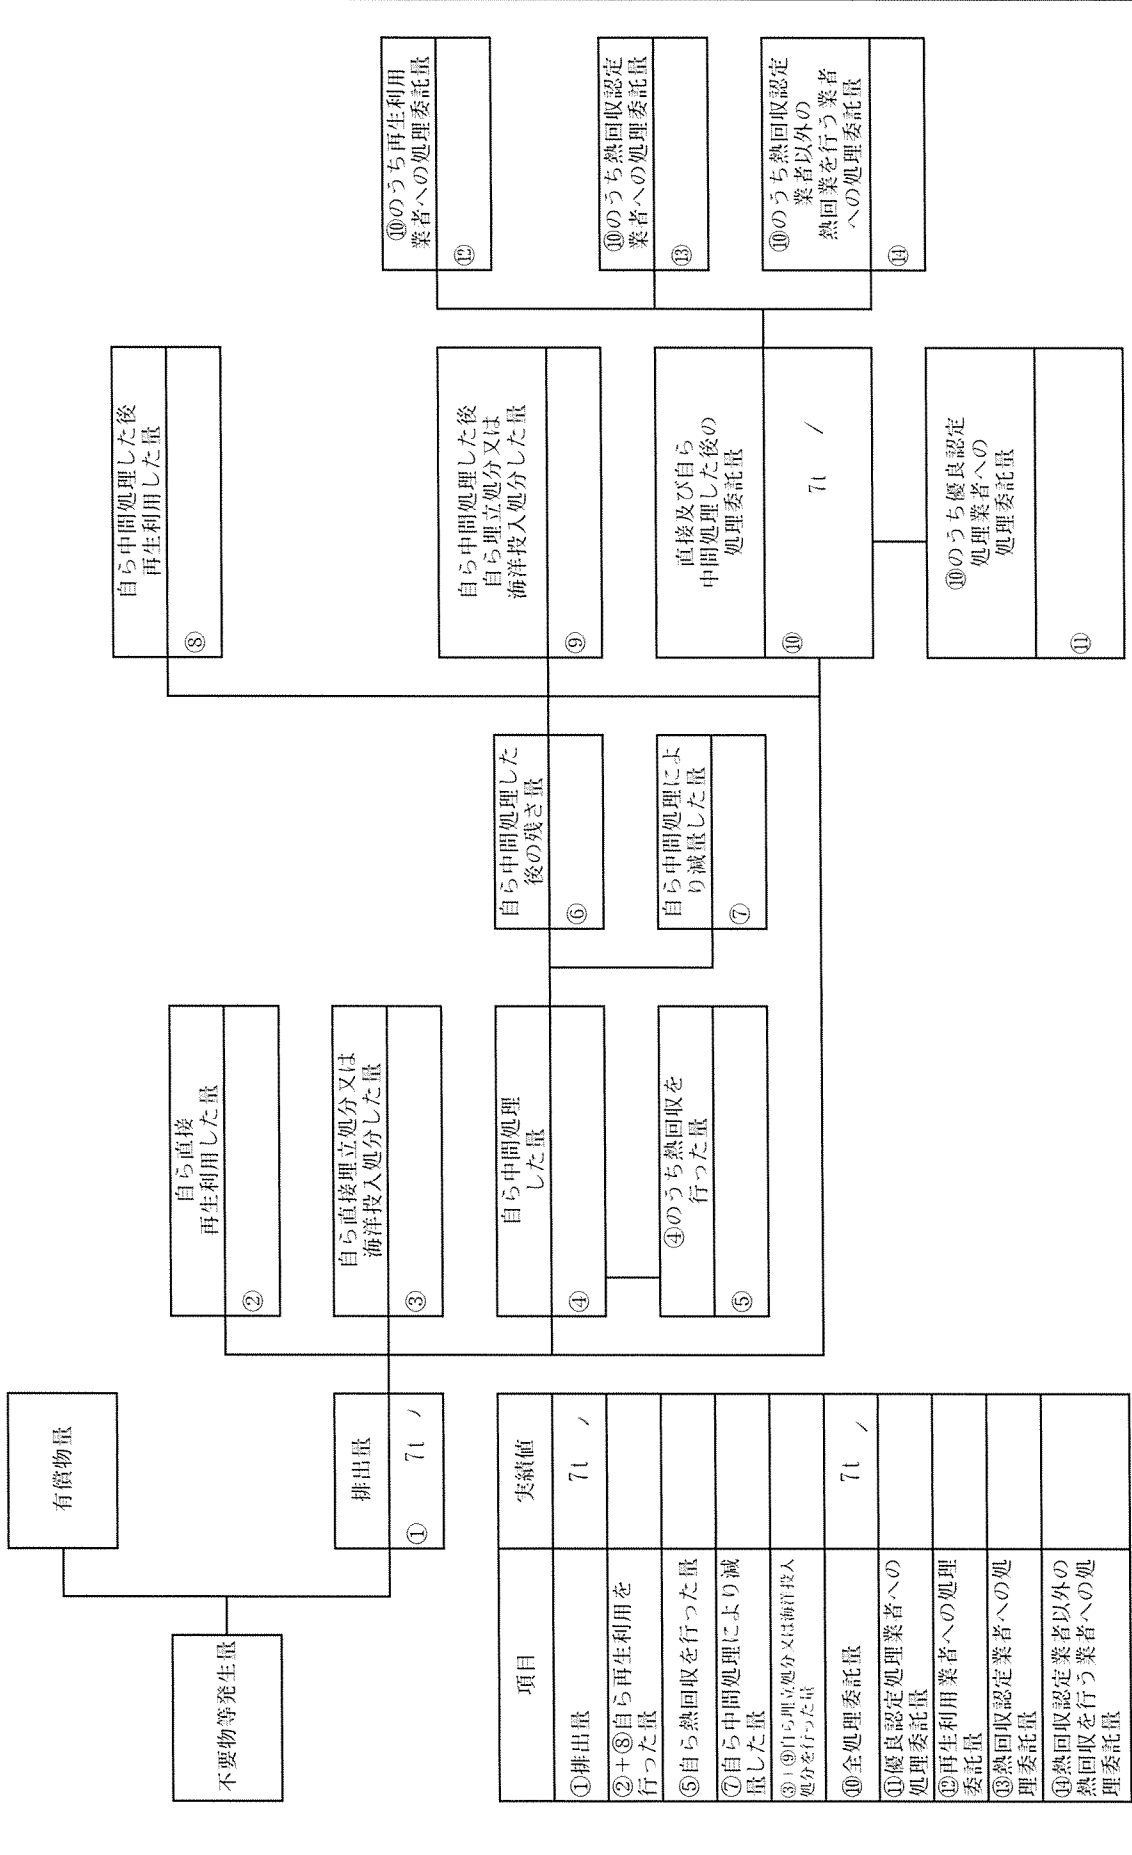 不要物等発生量
有償物量
排出量
① 7t
自ら直接
再生利用した量
②
自ら直接埋立処分又は
海洋投入処分した量
③
自ら中間処理
した量
④
④のうち熱回収を
行った量
⑤
自ら中間処理した
後の残さ量
⑥
自ら中間処理によ
り減量した量
⑦
自ら中間処理した後
再生利用した量
⑧
自ら中間処理した後
自ら埋立処分又は
海洋投入処分した量
⑨
直接及び自ら
中間処理した後の
処理委託量
⑩ 7t
⑩のうち優良認定
処理業者への
処理委託量
⑪
⑩のうち再生利用
業者への処理委託量
⑫
⑩のうち熱回収認定
業者への処理委託量
⑬
⑩のうち熱回収認定
業者以外の
熱回業を行う業者
への処理委託量
⑭
項目 実績値
①排出量 7t
②+⑧自ら再生利用を
行った量
⑤自ら熱回収を行った量
⑦自ら中間処理により減
量した量
③+⑨自ら埋立処分又は海洋投入
処分を行った量
⑩全処理委託量 7t
⑪優良認定処理業者への
処理委託量
⑫再生利用業者への処理
委託量
⑬熱回収認定業者への処
理委託量
⑭熱回収認定業者以外の
熱回収を行う業者への処
理委託量